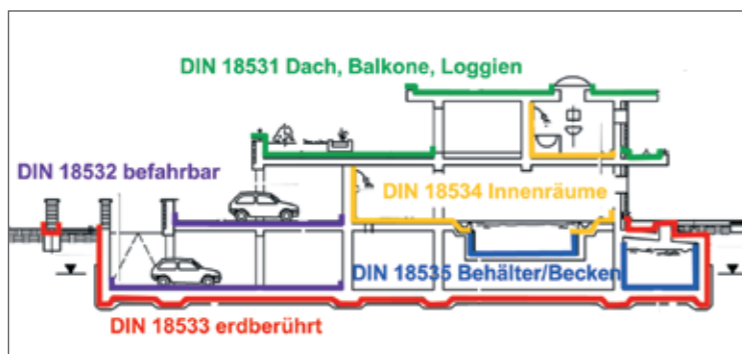 DIN 18531 Dach, Balkone, Loggien
DIN 18532 befahrbar
DIN 18534 Innenräume
DIN 18535 Behälter/Becken
DIN 18533 erdberührt